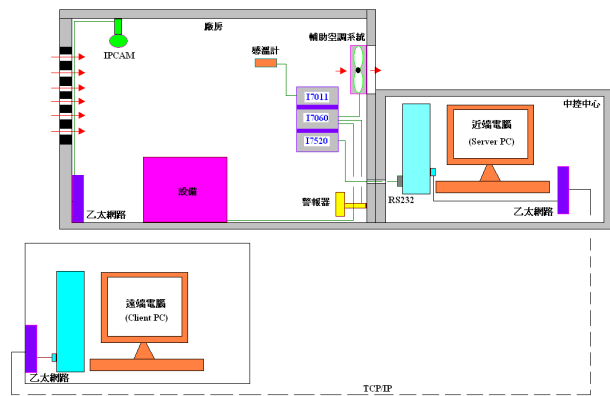 廠房
IPCAM
感溫計
輔助空調系統
I7011
I7060
I7520
中控中心
近端電腦
(Server PC)
設備
警報器
RS232
乙太網路
乙太網路
遠端電腦
(Client PC)
乙太網路
TCP/IP